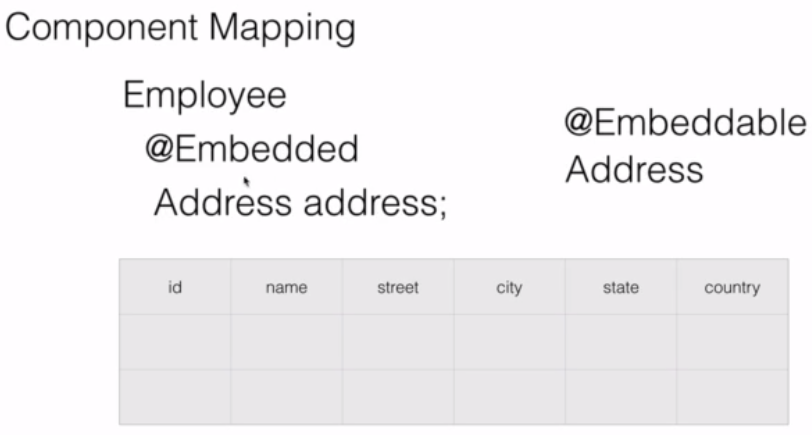 Component Mapping
Employee
@Embedded
Address address;
@Embeddable
Address
id name street city state country